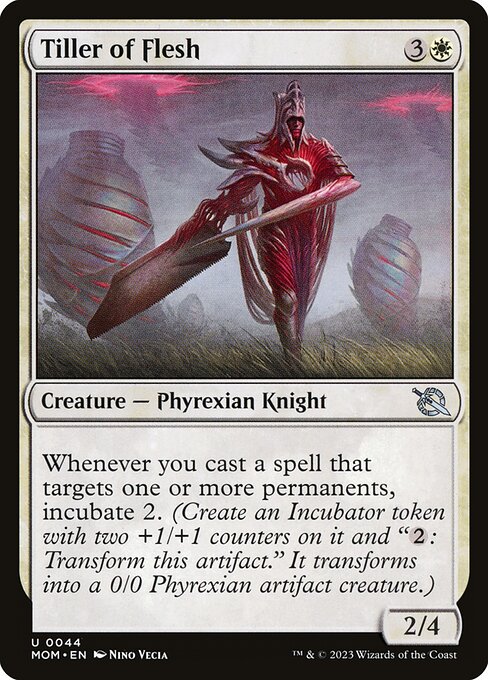 Tiller of Flesh 3
Creature — Phyrexian Knight
Whenever you cast a spell that
targets one or more permanents,
incubate 2. (Create an Incubator token
with two +1/+1 counters on it and “2:
Transform this artifact.” It transforms
into a 0/0 Phyrexian artifact creature.)
2/4
U 0044
MOM • EN Nino Vecia
™ & © 2023 Wizards of the Coast